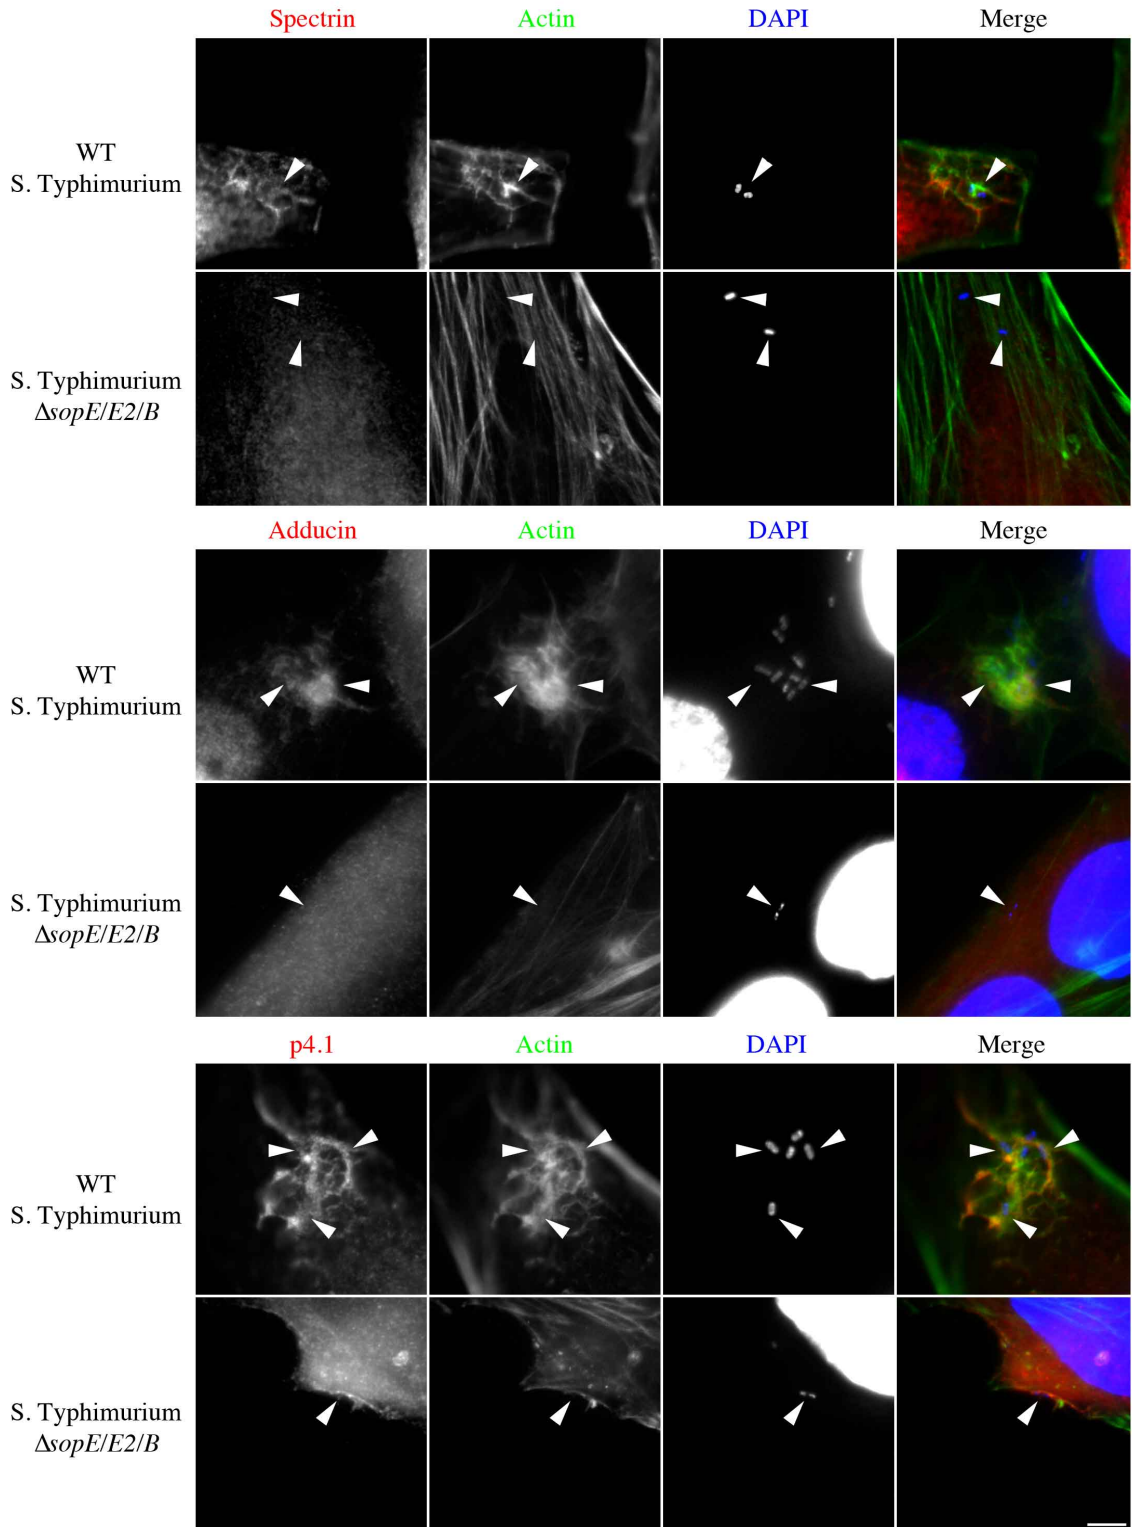 Spectrin Actin DAPI Merge
WT
S. Typhimurium
S. Typhimurium
ΔsopE/E2/B
Adducin Actin DAPI Merge
WT
S. Typhimurium
S. Typhimurium
ΔsopE/E2/B
p4.1 Actin DAPI Merge
WT
S. Typhimurium
S. Typhimurium
ΔsopE/E2/B